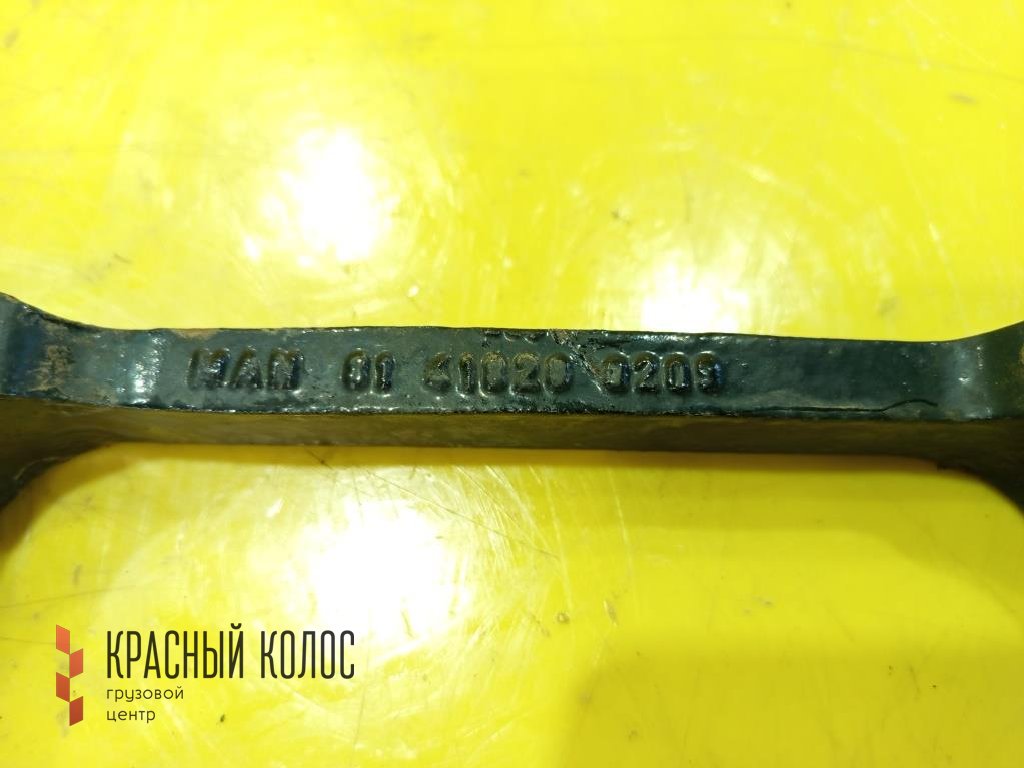 MAN 81 41020 0209
КРАСНЫЙ КОЛОС
грузовой
центр